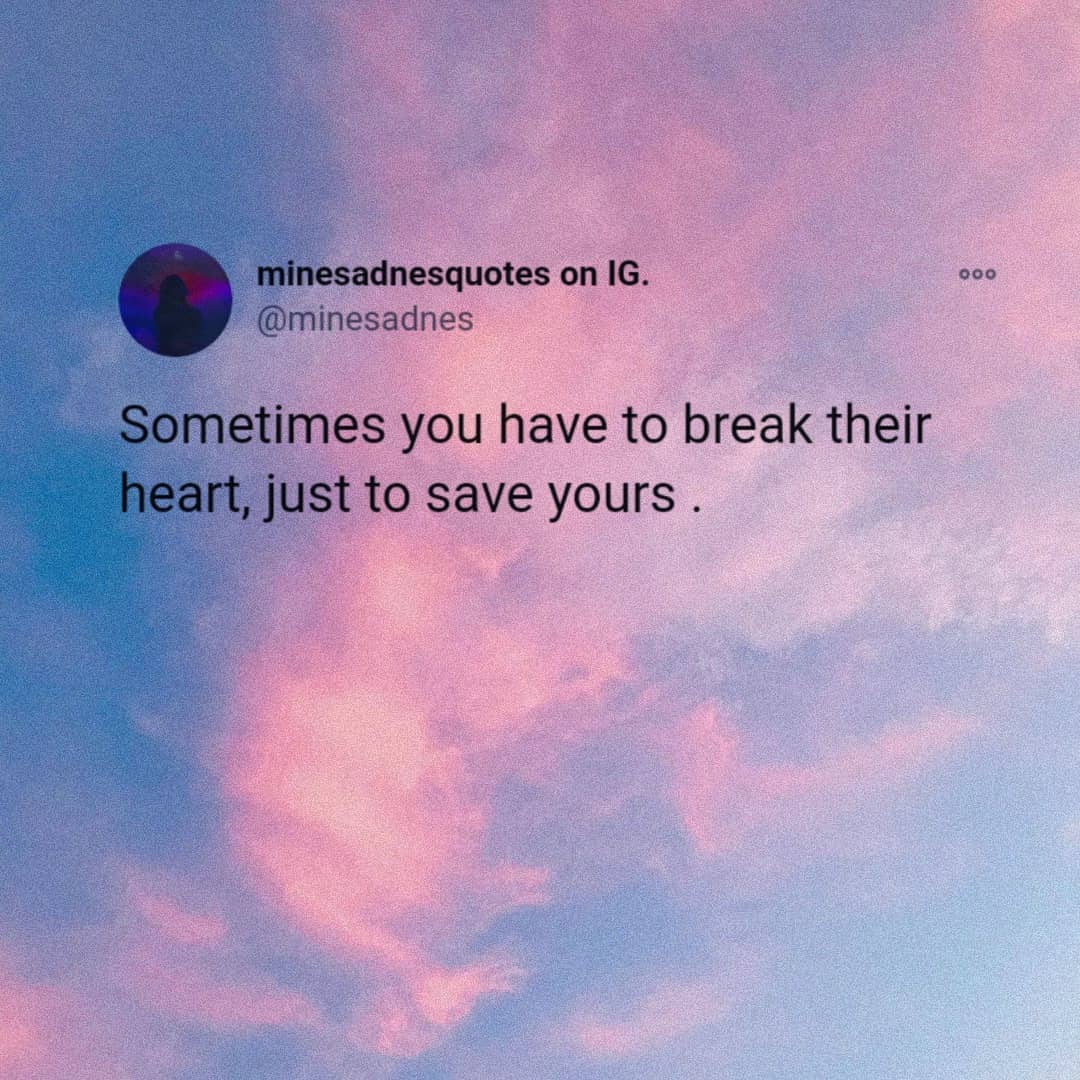 minesadnesquotes on IG.
@minesadnes
Sometimes you have to break their
heart, just to save yours .